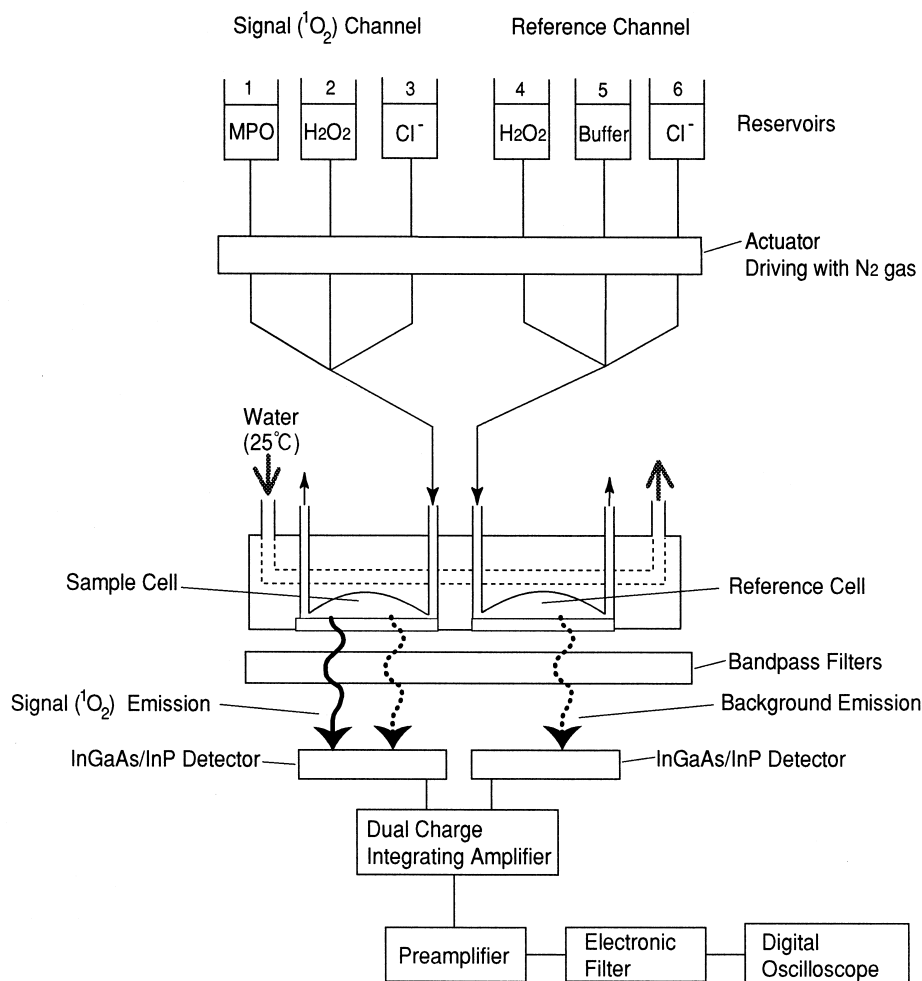 Signal (¹O₂) Channel
Reference Channel
1
2
3
4
5
6
MPO
H₂O₂
Cl⁻
H₂O₂
Buffer
Cl⁻
Reservoirs
Actuator
Driving with N₂ gas
Water
(25°C)
Sample Cell
Reference Cell
Bandpass Filters
Signal (¹O₂) Emission
Background Emission
InGaAs/InP Detector
InGaAs/InP Detector
Dual Charge
Integrating Amplifier
Preamplifier
Electronic
Filter
Digital
Oscilloscope